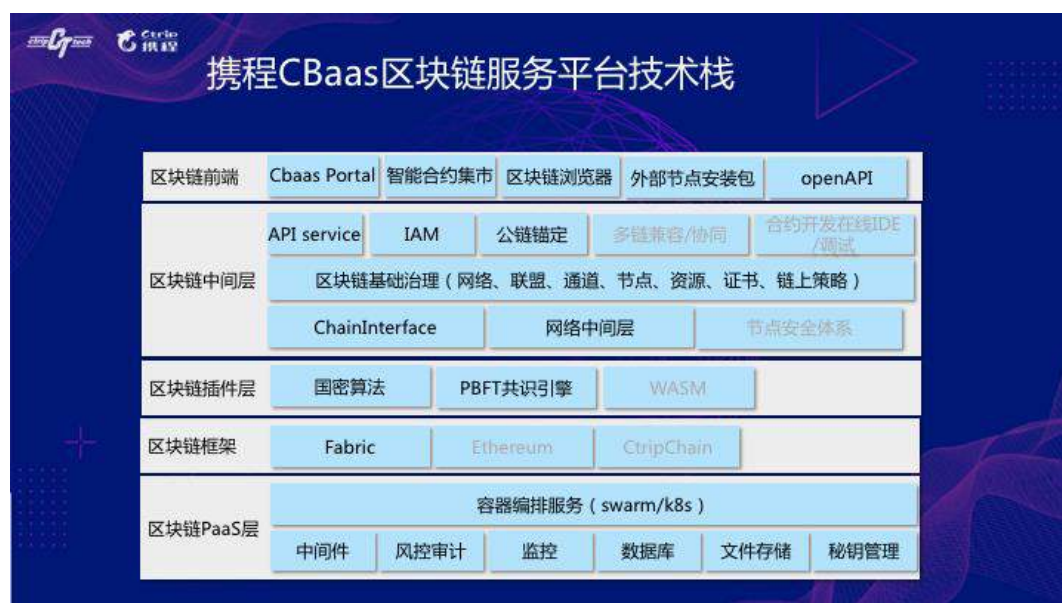 ctrip Tech
Ctrip
携程
携程CBaas区块链服务平台技术栈
区块链前端
Cbaas Portal
智能合约集市
区块链浏览器
外部节点安装包
openAPI
区块链中间层
API service
IAM
公链锚定
多链兼容/协同
合约开发在线IDE
/调试
区块链基础治理（网络、联盟、通道、节点、资源、证书、链上策略）
ChainInterface
网络中间层
节点安全体系
区块链插件层
国密算法
PBFT共识引擎
WASM
区块链框架
Fabric
Ethereum
CtripChain
区块链PaaS层
容器编排服务（swarm/k8s）
中间件
风控审计
监控
数据库
文件存储
秘钥管理